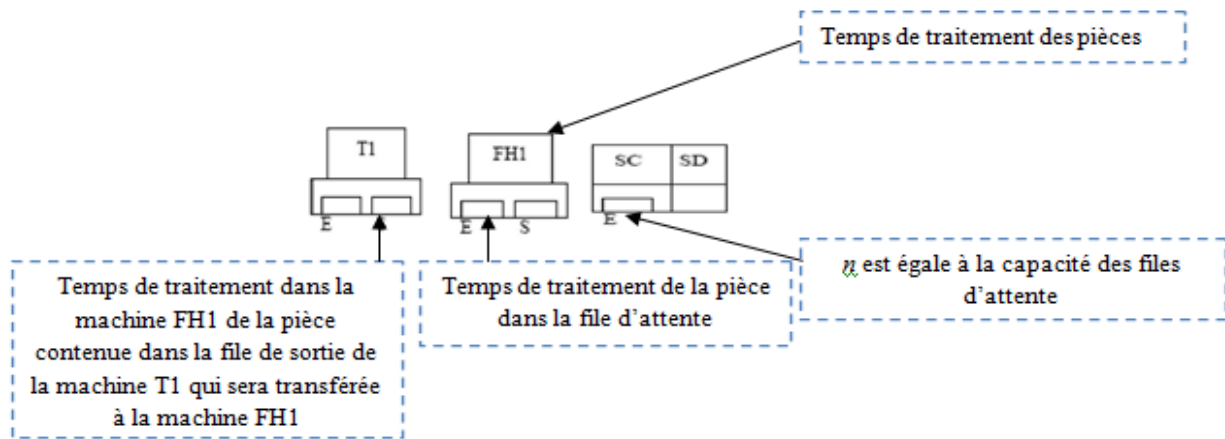 Temps de traitement des pièces
T1
FH1
SC
SD
E
E
S
E
Temps de traitement dans la
machine FH1 de la pièce
contenue dans la file de sortie de
la machine T1 qui sera transférée
à la machine FH1
Temps de traitement de la pièce
dans la file d'attente
n est égale à la capacité des files
d'attente